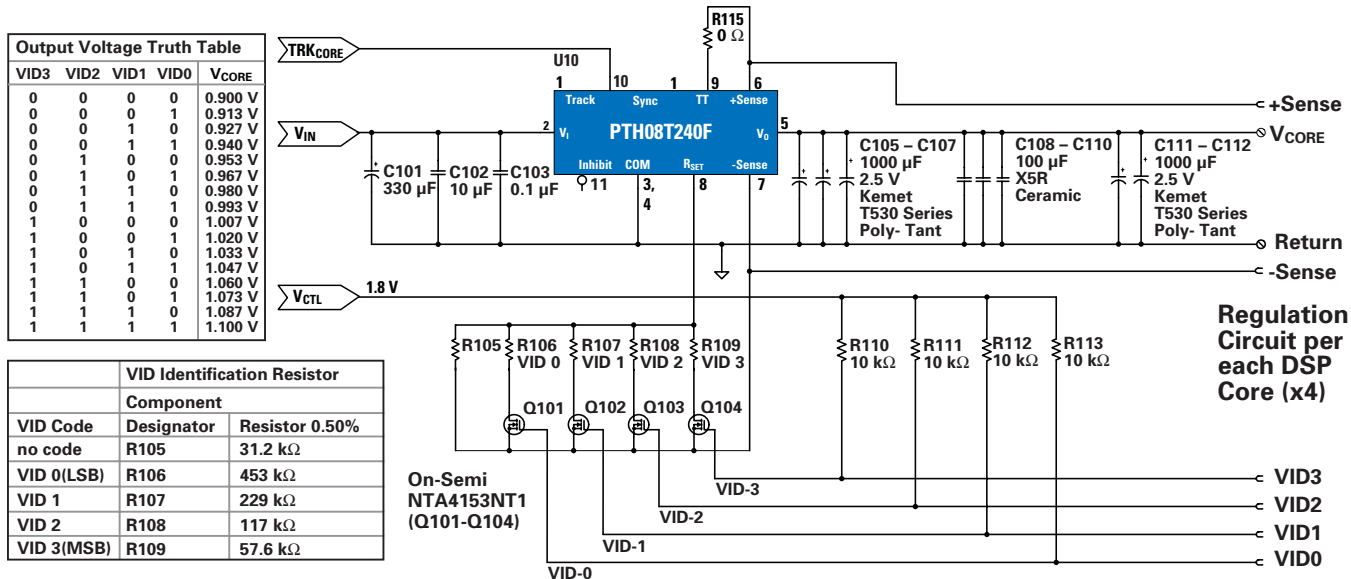 Output Voltage Truth Table
VID3 VID2 VID1 VID0 VCORE
0 0 0 0 0.900 V
0 0 0 1 0.913 V
0 0 1 0 0.927 V
0 0 1 1 0.940 V
0 1 0 0 0.953 V
0 1 0 1 0.967 V
0 1 1 0 0.980 V
0 1 1 1 0.993 V
1 0 0 0 1.007 V
1 0 0 1 1.020 V
1 0 1 0 1.033 V
1 0 1 1 1.047 V
1 1 0 0 1.060 V
1 1 0 1 1.073 V
1 1 1 0 1.087 V
1 1 1 1 1.100 V
VID Identification Resistor
Component
VID Code Designator Resistor 0.50%
no code R105 31.2 kΩ
VID 0(LSB) R106 453 kΩ
VID 1 R107 229 kΩ
VID 2 R108 117 kΩ
VID 3(MSB) R109 57.6 kΩ
TRKCORE
VIN
VCTL
1.8 V
R115
0 Ω
U10
1 10 1 9 6
Track Sync TT +Sense
2 VI PTH08T240F VO 5
Inhibit COM RSET -Sense
11 3, 8 7
4
C101
330 µF
C102
10 µF
C103
0.1 µF
C105 – C107
1000 µF
2.5 V
Kemet
T530 Series
Poly- Tant
C108 – C110
100 µF
X5R
Ceramic
C111 – C112
1000 µF
2.5 V
Kemet
T530 Series
Poly- Tant
+Sense
VCORE
Return
-Sense
Regulation
Circuit per
each DSP
Core (x4)
R105
R106
VID 0
R107
VID 1
R108
VID 2
R109
VID 3
R110
10 kΩ
R111
10 kΩ
R112
10 kΩ
R113
10 kΩ
Q101 Q102 Q103 Q104
On-Semi
NTA4153NT1
(Q101-Q104)
VID-3
VID-2
VID-1
VID-0
VID3
VID2
VID1
VID0